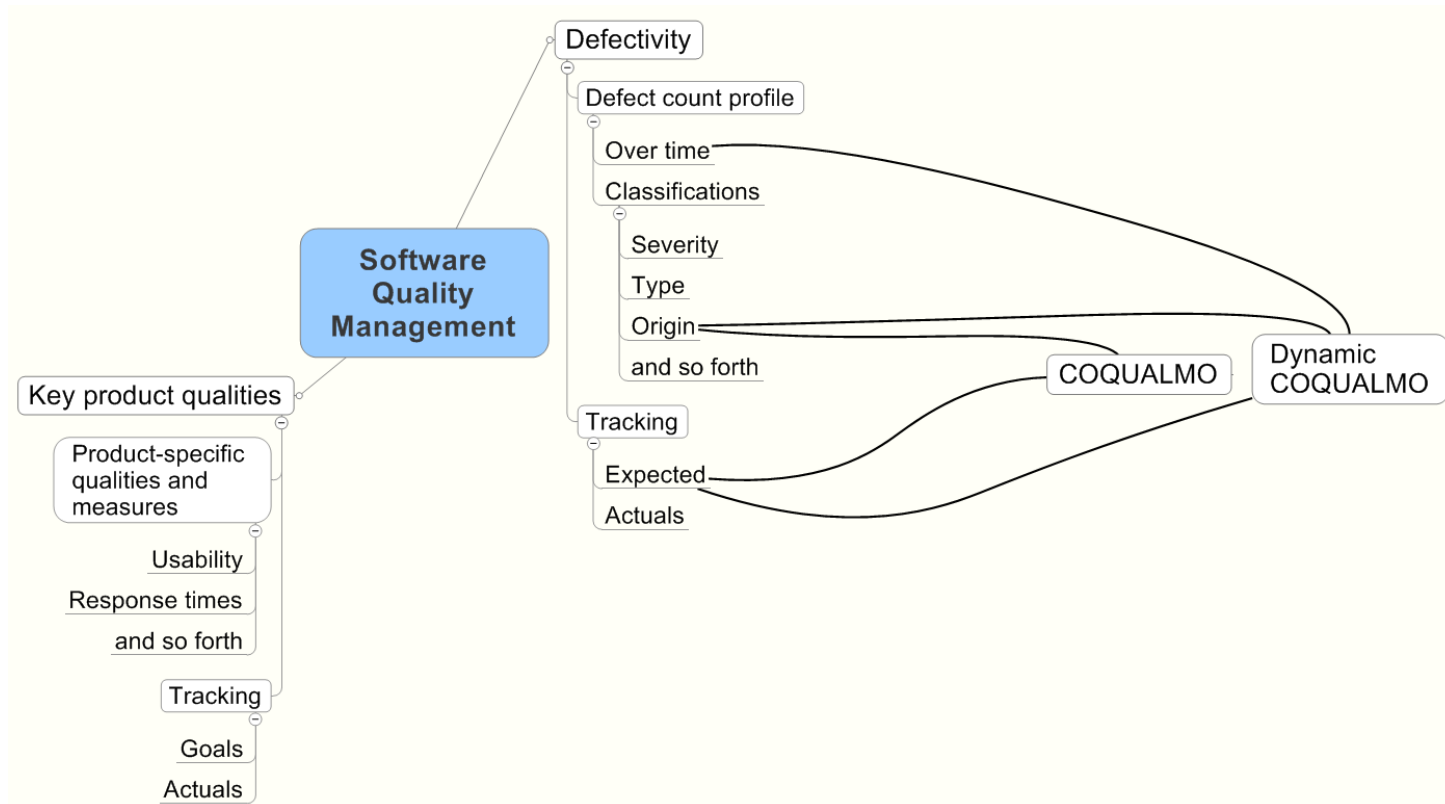 Defectivity
Defect count profile
Over time
Classifications
Severity
Type
Origin
and so forth
Tracking
Expected
Actuals
Software
Quality
Management
COQUALMO
Dynamic
COQUALMO
Key product qualities
Product-specific
qualities and
measures
Usability
Response times
and so forth
Tracking
Goals
Actuals